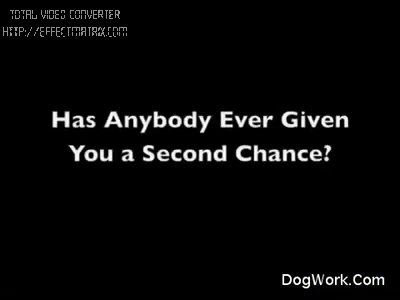 TOTAL VIDEO CONVERTER
HTTP://EFFECTMATRIX.COM
Has Anybody Ever Given
You a Second Chance?
DogWork.Com